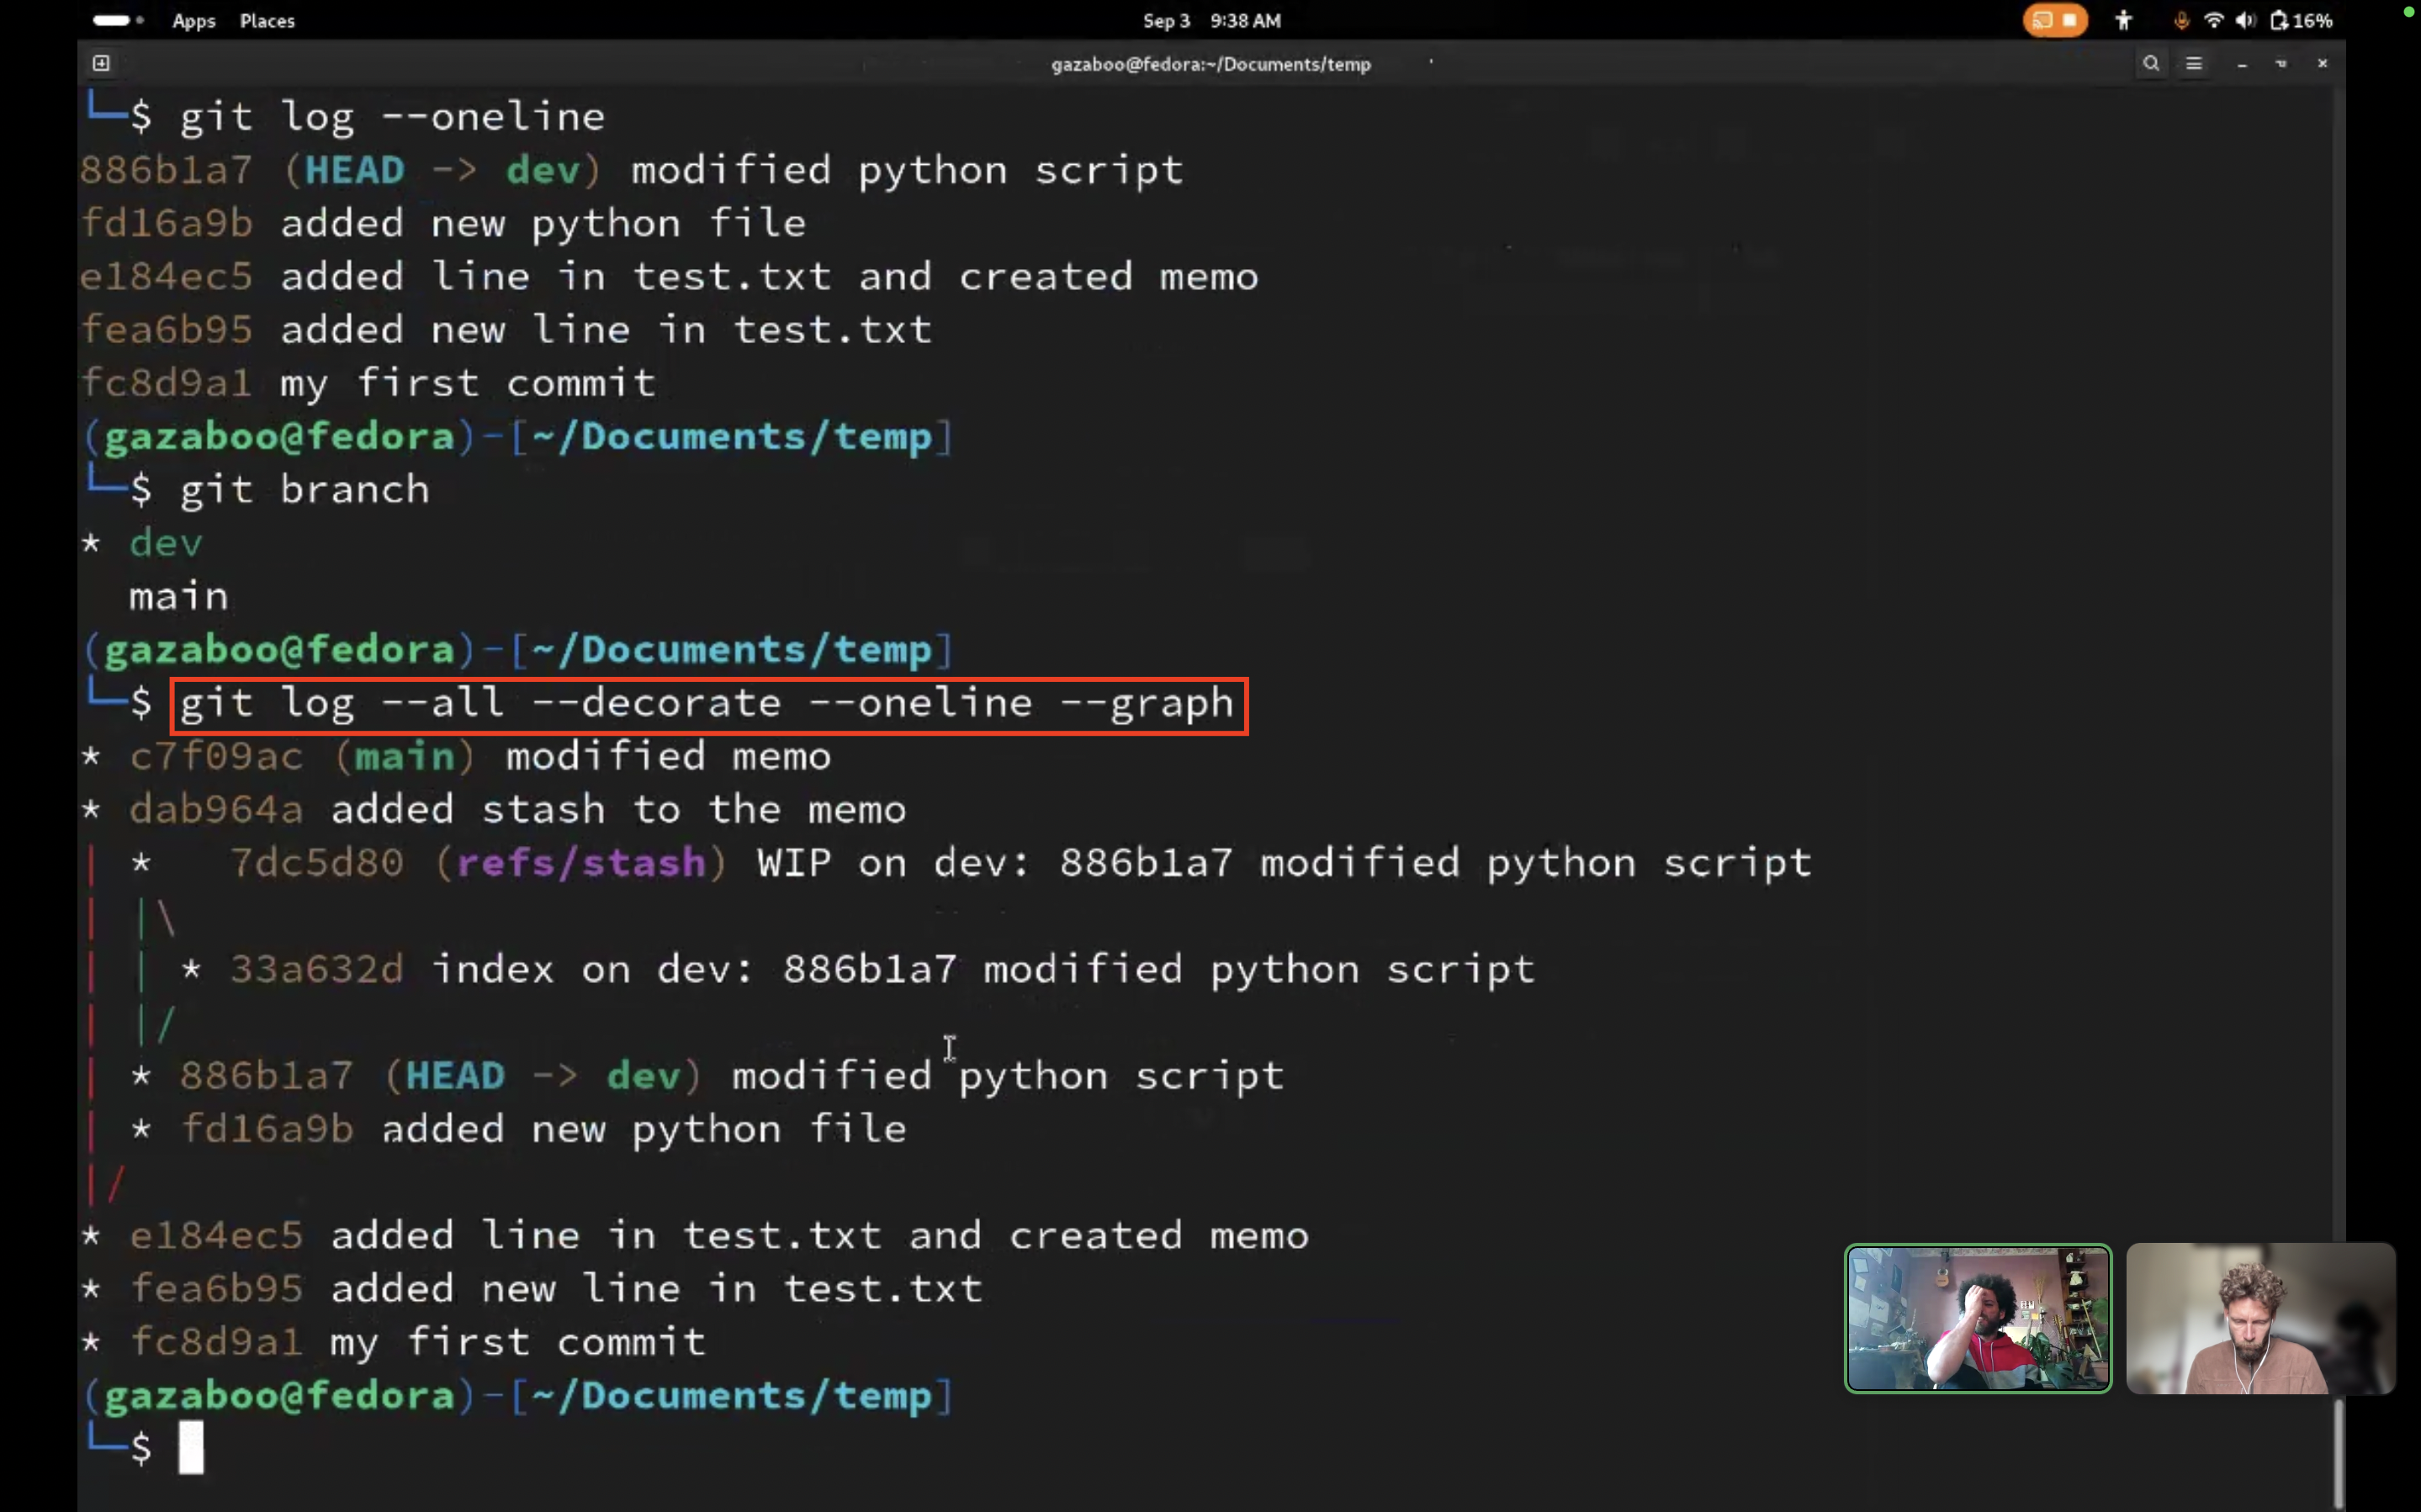 Apps Places
Sep 3 9:38 AM
16%
gazaboo@fedora:~/Documents/temp
└─$ git log --oneline
886b1a7 (HEAD -> dev) modified python script
fd16a9b added new python file
e184ec5 added line in test.txt and created memo
fea6b95 added new line in test.txt
fc8d9a1 my first commit
(gazaboo@fedora)-[~/Documents/temp]
└─$ git branch
* dev
  main
(gazaboo@fedora)-[~/Documents/temp]
└─$ git log --all --decorate --oneline --graph
* c7f09ac (main) modified memo
* dab964a added stash to the memo
| *   7dc5d80 (refs/stash) WIP on dev: 886b1a7 modified python script
| |\
| | * 33a632d index on dev: 886b1a7 modified python script
| |/
| * 886b1a7 (HEAD -> dev) modified python script
| * fd16a9b added new python file
|/
* e184ec5 added line in test.txt and created memo
* fea6b95 added new line in test.txt
* fc8d9a1 my first commit
(gazaboo@fedora)-[~/Documents/temp]
└─$